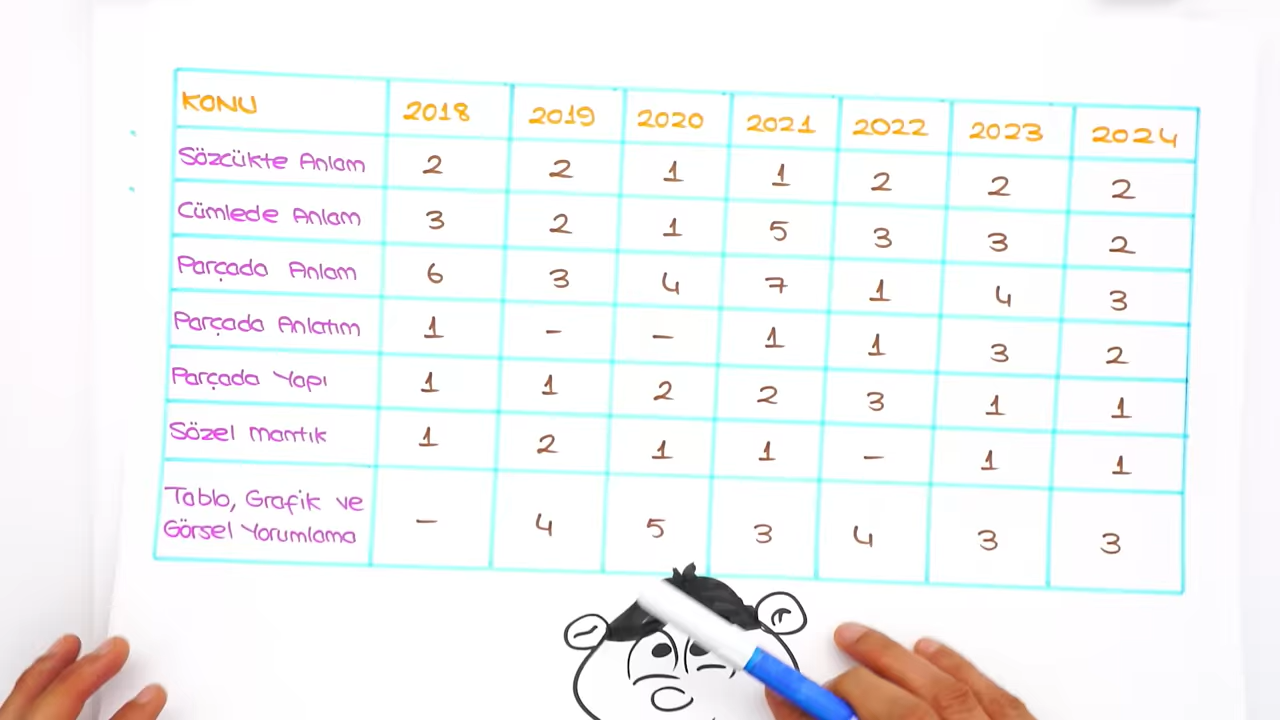 KONU 2018 2019 2020 2021 2022 2023 2024
Sözcükte Anlam 2 2 1 1 2 2 2
Cümlede Anlam 3 2 1 5 3 3 2
Parçada Anlam 6 3 4 7 1 4 3
Parçada Anlatım 1 - - 1 1 3 2
Parçada Yapı 1 1 2 2 3 1 1
Sözel Mantık 1 2 1 1 - 1 1
Tablo, Grafik ve
Görsel Yorumlama - 4 5 3 4 3 3